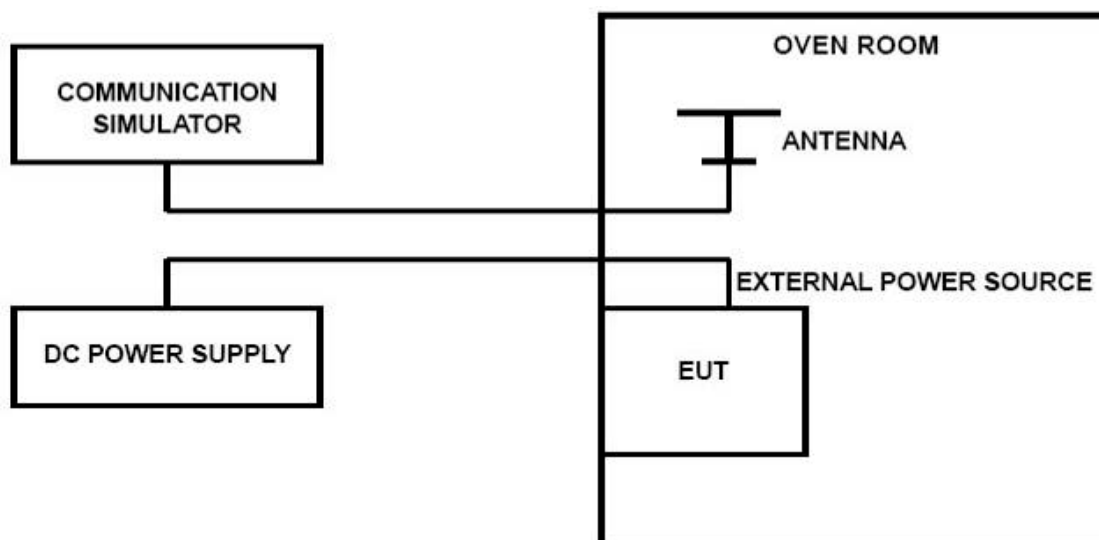 OVEN ROOM
COMMUNICATION
SIMULATOR
ANTENNA
EXTERNAL POWER SOURCE
DC POWER SUPPLY
EUT